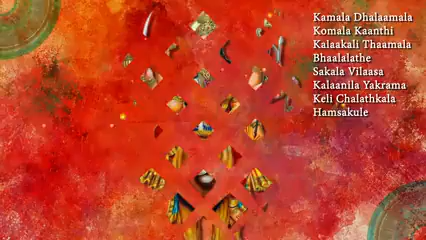 Kamala Dhalaamala
Komala Kaanthi
Kalaakali Thaamala
Bhaalalathe
Sakala Vilaasa
Kalaanila Yakrama
Keli Chalathkala
Hamsakule